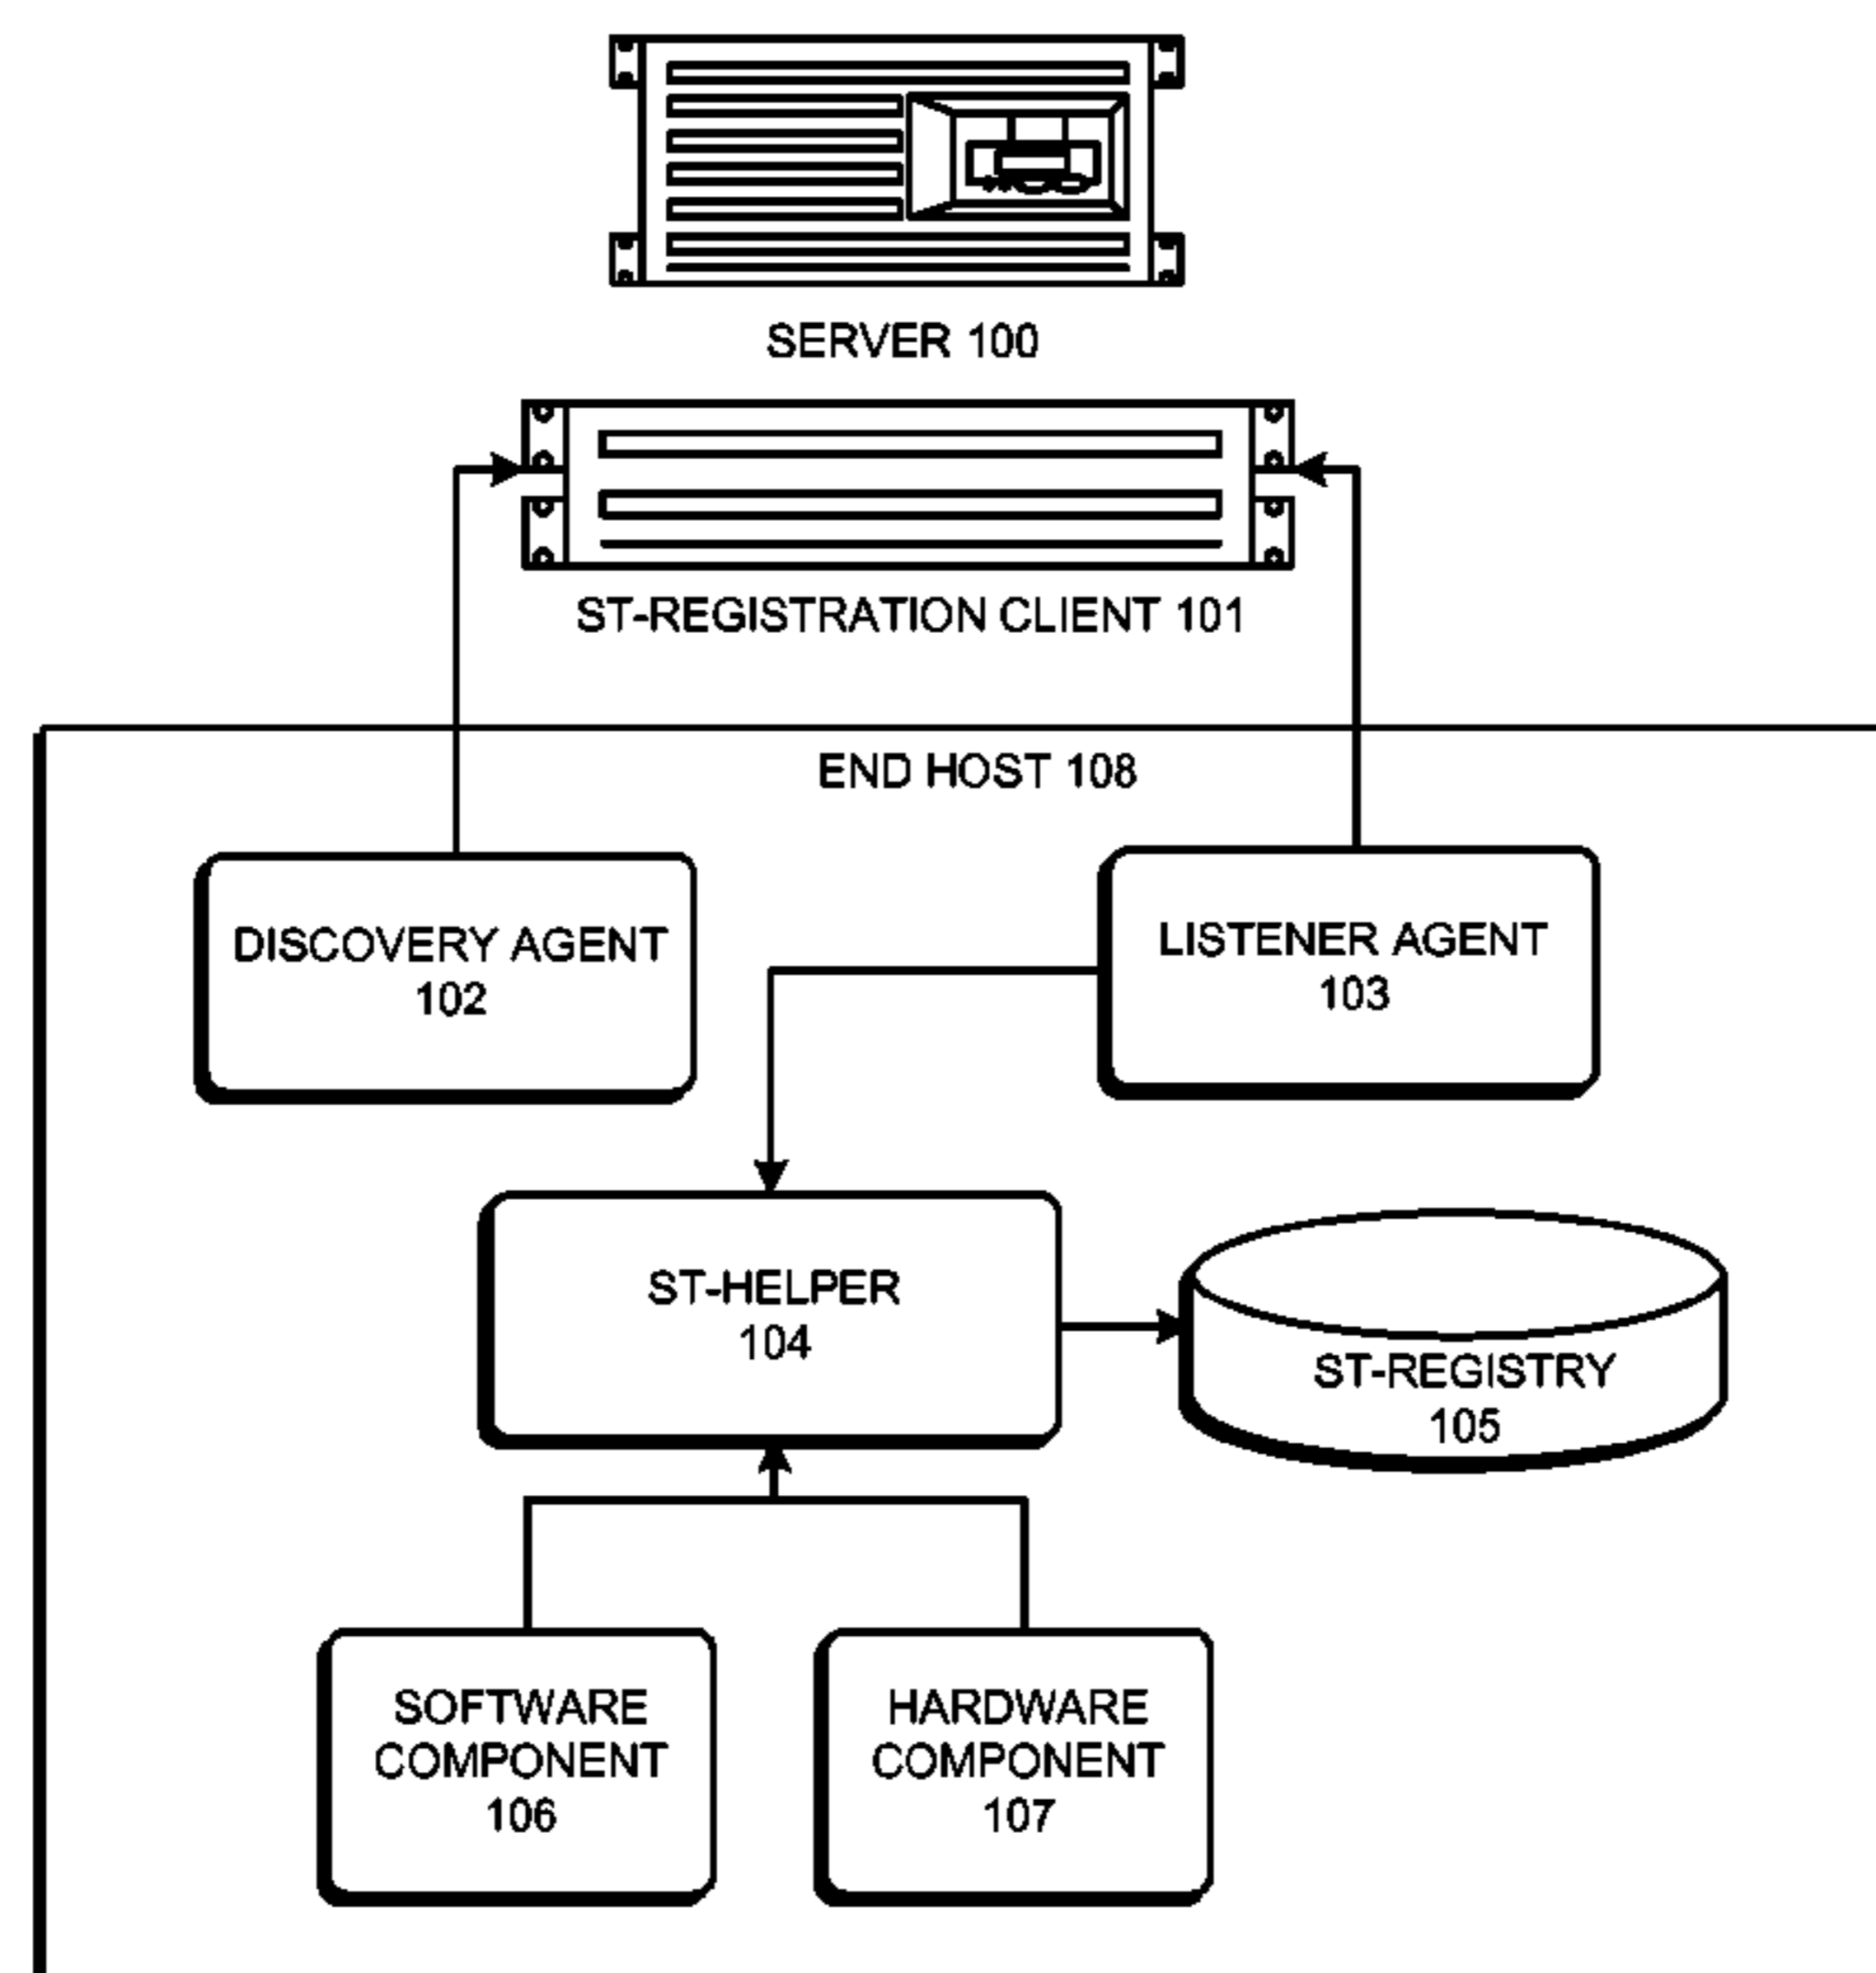 SERVER 100
ST-REGISTRATION CLIENT 101
END HOST 108
DISCOVERY AGENT
102
LISTENER AGENT
103
ST-HELPER
104
ST-REGISTRY
105
SOFTWARE
COMPONENT
106
HARDWARE
COMPONENT
107